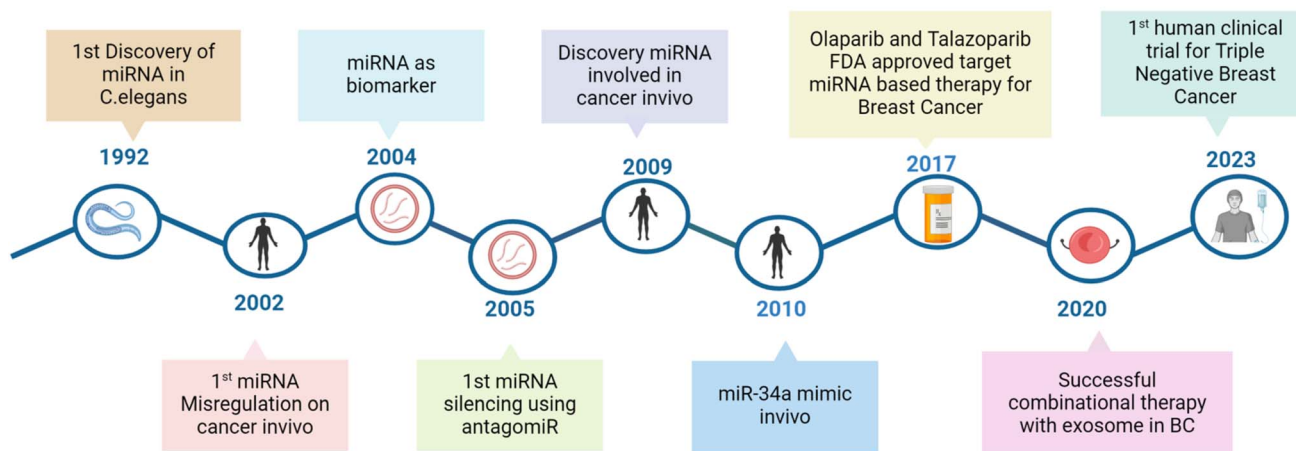 1st Discovery of
miRNA in
C.elegans
1992
2002
1st miRNA
Misregulation on
cancer invivo
miRNA as
biomarker
2004
2005
1st miRNA
silencing using
antagomiR
Discovery miRNA
involved in
cancer invivo
2009
2010
miR-34a mimic
invivo
Olaparib and Talazoparib
FDA approved target
miRNA based therapy for
Breast Cancer
2017
2020
Successful
combinational therapy
with exosome in BC
1st human clinical
trial for Triple
Negative Breast
Cancer
2023